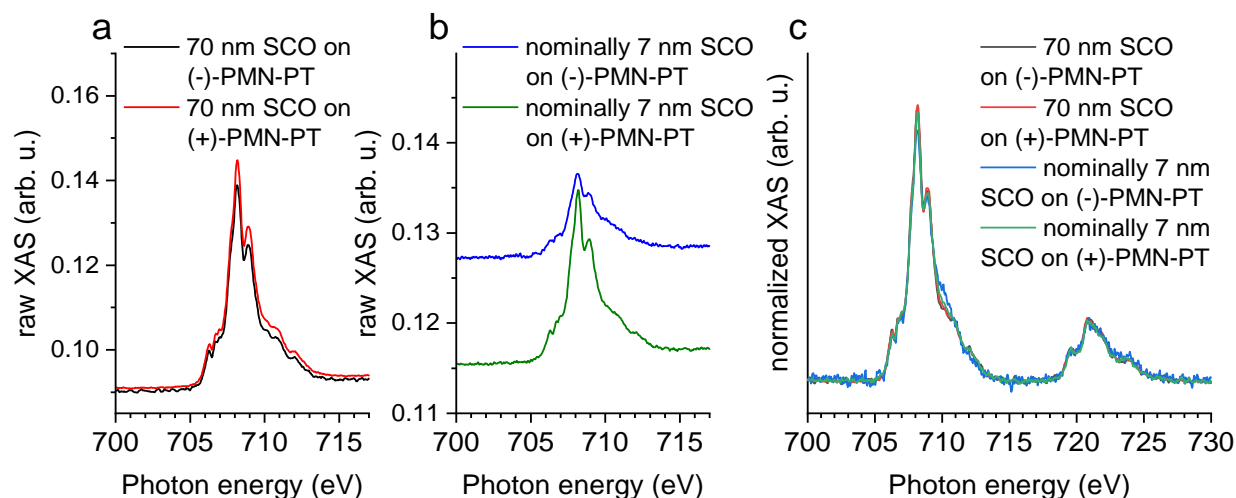 a
70 nm SCO on
(-)-PMN-PT
70 nm SCO on
(+)-PMN-PT
raw XAS (arb. u.)
0.16
0.14
0.12
0.10
700
705
710
715
Photon energy (eV)
b
nominally 7 nm SCO
on (-)-PMN-PT
nominally 7 nm SCO
on (+)-PMN-PT
raw XAS (arb. u.)
0.14
0.13
0.12
0.11
700
705
710
715
Photon energy (eV)
c
70 nm SCO
on (-)-PMN-PT
70 nm SCO
on (+)-PMN-PT
nominally 7 nm
SCO on (-)-PMN-PT
nominally 7 nm
SCO on (+)-PMN-PT
normalized XAS (arb. u.)
700
705
710
715
720
725
730
Photon energy (eV)